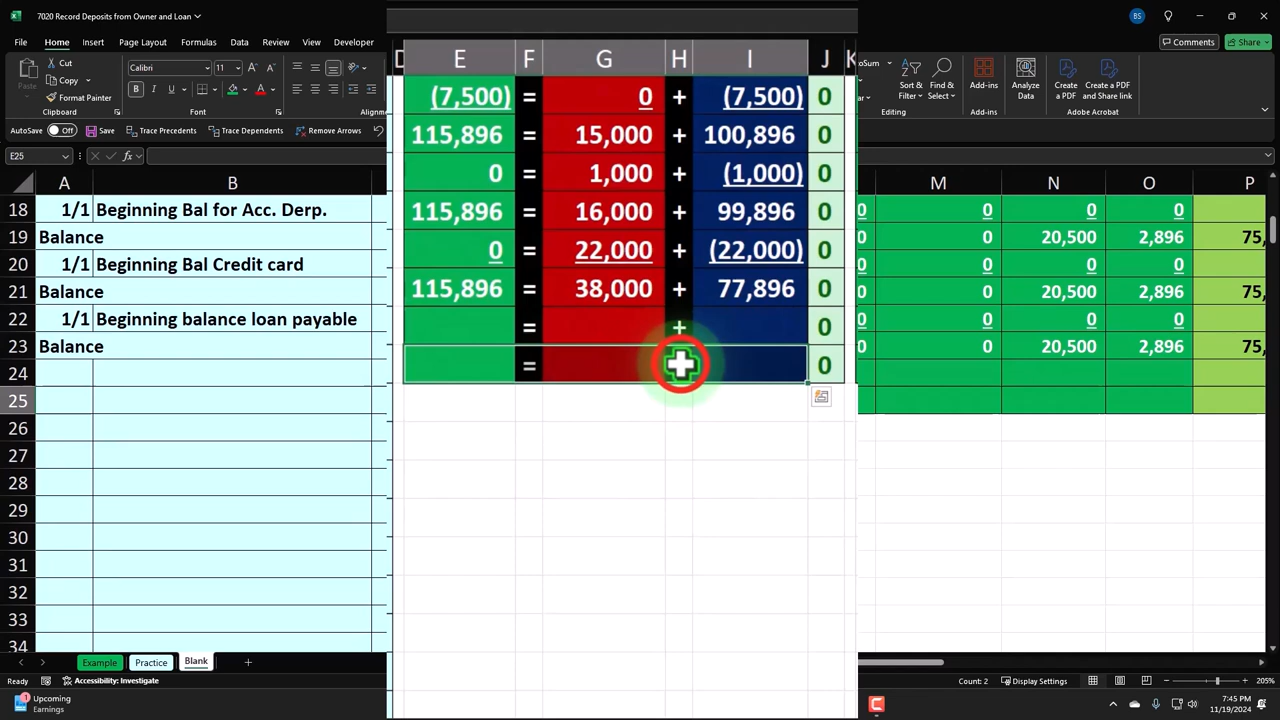 7020 Record Deposits from Owner and Loan
BS
File Home Insert Page Layout Formulas Data Review View Developer
Comments Share
Cut
Copy
Format Painter
Paste
Clipboard
Calibri 11
B I U
Font
Sort & Filter
Find & Select
Editing
Add-ins
Add-ins
Analyze Data
Create a PDF
Create a PDF and Share link
Adobe Acrobat
AutoSave Off Save Trace Precedents Trace Dependents Remove Arrows
E25 fx
A B D E F G H I J K M N O P
(7,500) = 0 + (7,500) 0
115,896 = 15,000 + 100,896 0
0 = 1,000 + (1,000) 0
115,896 = 16,000 + 99,896 0
0 = 22,000 + (22,000) 0
115,896 = 38,000 + 77,896 0
= + 0
= 0
18 1/1 Beginning Bal for Acc. Derp. 0 0 0 0
19 Balance 0 0 20,500 2,896 75,
20 1/1 Beginning Bal Credit card 0 0 0 0
21 Balance 0 0 20,500 2,896 75,
22 1/1 Beginning balance loan payable 0 0 0 0
23 Balance 0 0 20,500 2,896 75,
24
25
26
27
28
29
30
31
32
33
34
Example Practice Blank
Ready Accessibility: Investigate Count: 2 Display Settings 205%
1 Upcoming
Earnings
7:45 PM
11/19/2024